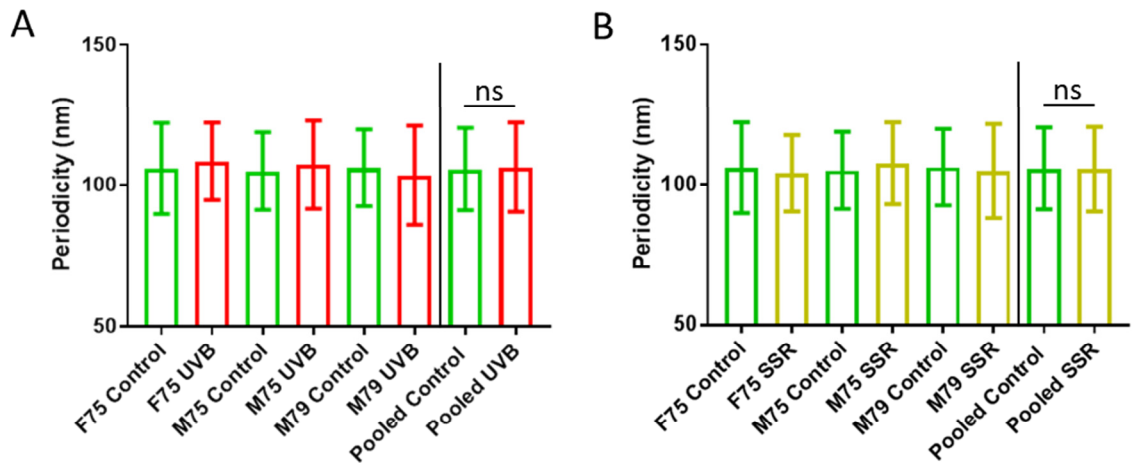 A
Periodicity (nm)
150
100
50
ns
F75 Control
F75 UVB
M75 Control
M75 UVB
M79 Control
M79 UVB
Pooled Control
Pooled UVB
B
Periodicity (nm)
150
100
50
ns
F75 Control
F75 SSR
M75 Control
M75 SSR
M79 Control
M79 SSR
Pooled Control
Pooled SSR